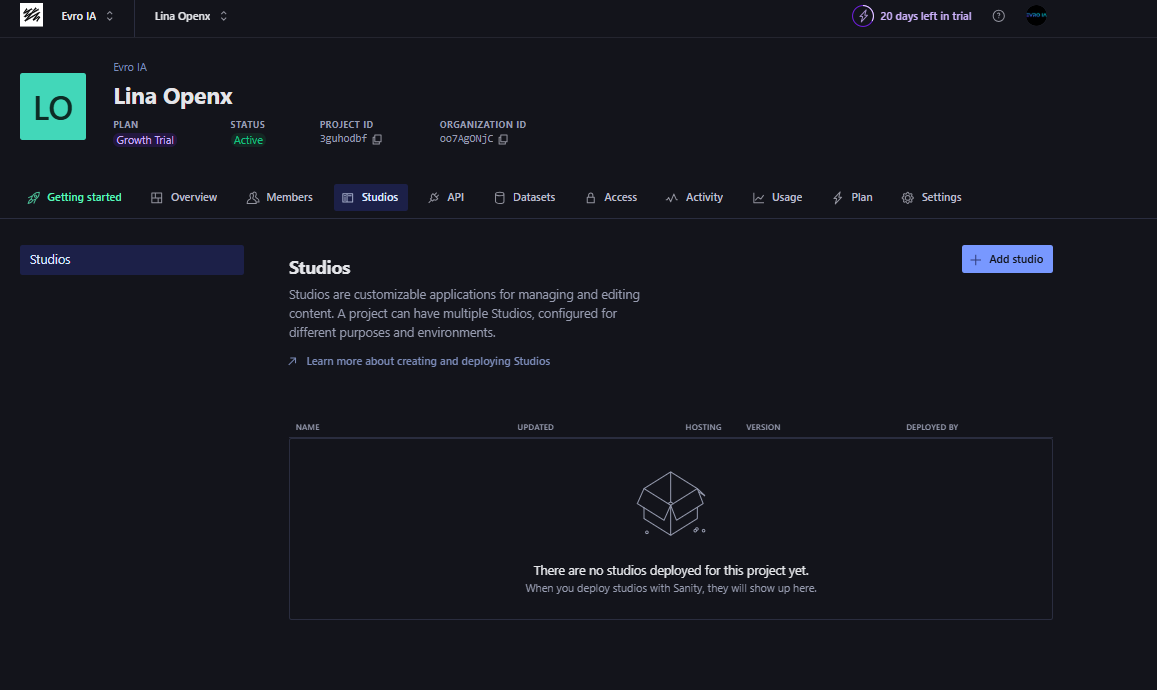 Evro IA
Lina Openx
20 days left in trial
EVRO IA
LO
Evro IA
Lina Openx
PLAN
Growth Trial
STATUS
Active
PROJECT ID
3guhodbf
ORGANIZATION ID
oo7AgONjC
Getting started
Overview
Members
Studios
API
Datasets
Access
Activity
Usage
Plan
Settings
Studios
Studios
Add studio
Studios are customizable applications for managing and editing
content. A project can have multiple Studios, configured for
different purposes and environments.
Learn more about creating and deploying Studios
NAME
UPDATED
HOSTING
VERSION
DEPLOYED BY
There are no studios deployed for this project yet.
When you deploy studios with Sanity, they will show up here.